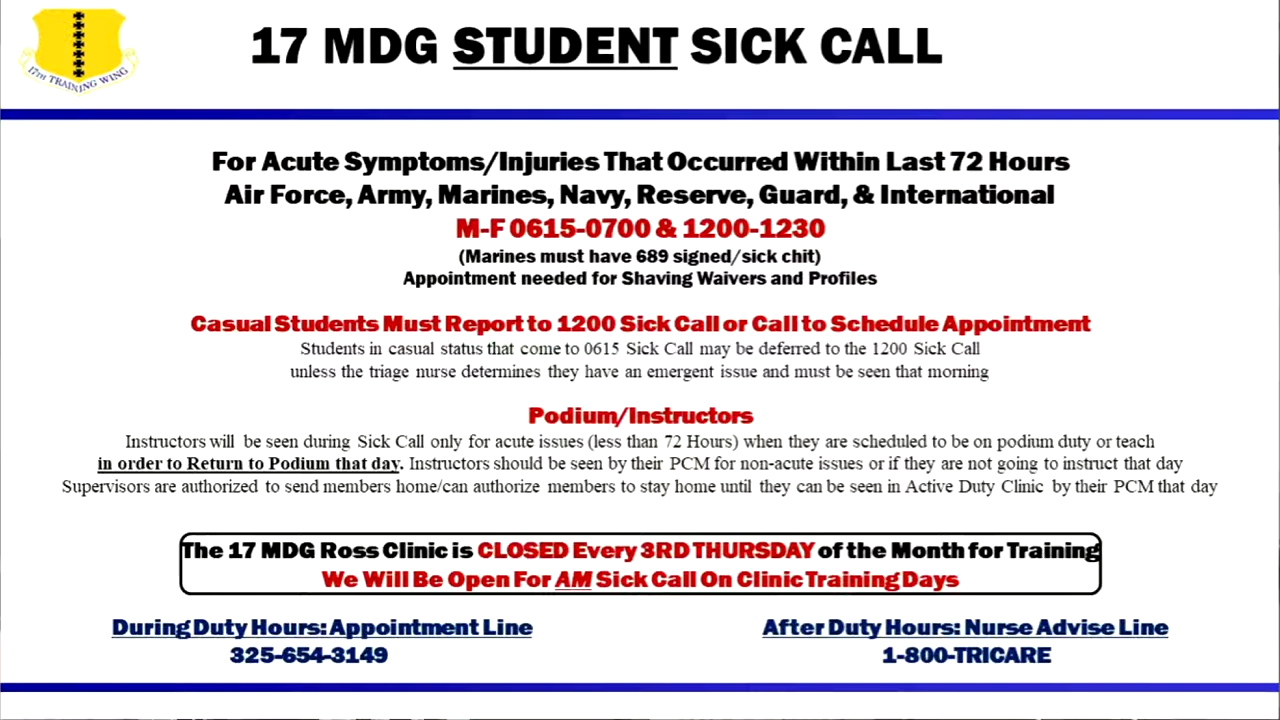 17 MDG STUDENT SICK CALL
17TH TRAINING WING
For Acute Symptoms/Injuries That Occurred Within Last 72 Hours
Air Force, Army, Marines, Navy, Reserve, Guard, & International
M-F 0615-0700 & 1200-1230
(Marines must have 689 signed/sick chit)
Appointment needed for Shaving Waivers and Profiles
Casual Students Must Report to 1200 Sick Call or Call to Schedule Appointment
Students in casual status that come to 0615 Sick Call may be deferred to the 1200 Sick Call
unless the triage nurse determines they have an emergent issue and must be seen that morning
Podium/Instructors
Instructors will be seen during Sick Call only for acute issues (less than 72 Hours) when they are scheduled to be on podium duty or teach
in order to Return to Podium that day. Instructors should be seen by their PCM for non-acute issues or if they are not going to instruct that day
Supervisors are authorized to send members home/can authorize members to stay home until they can be seen in Active Duty Clinic by their PCM that day
The 17 MDG Ross Clinic is CLOSED Every 3RD THURSDAY of the Month for Training
We Will Be Open For AM Sick Call On Clinic Training Days
During Duty Hours: Appointment Line
325-654-3149
After Duty Hours: Nurse Advise Line
1-800-TRICARE